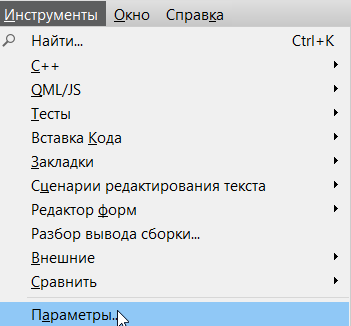 Инструменты Окно Справка
Найти... Ctrl+K
C++
QML/JS
Тесты
Вставка Кода
Закладки
Сценарии редактирования текста
Редактор форм
Разбор вывода сборки...
Внешние
Сравнить
Параметры...